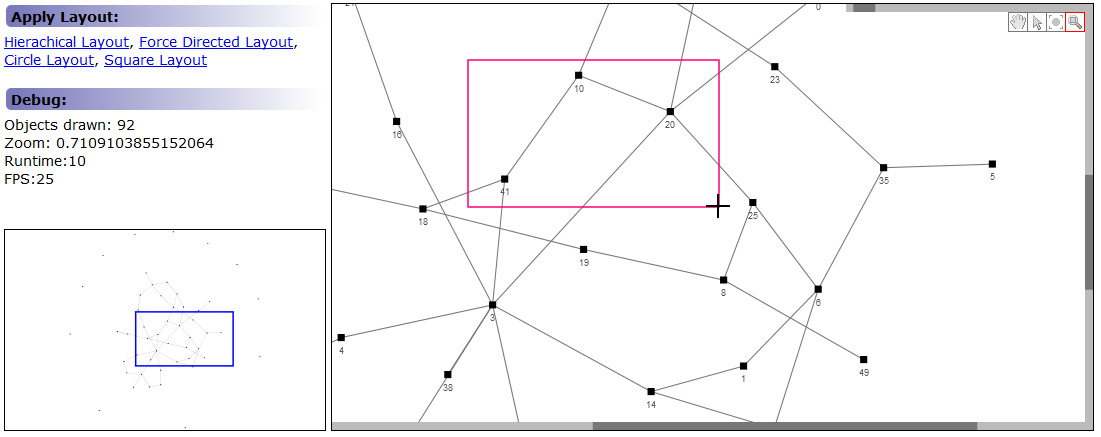 Apply Layout:
Hierachical Layout, Force Directed Layout,
Circle Layout, Square Layout
Debug:
Objects drawn: 92
Zoom: 0.7109103855152064
Runtime:10
FPS:25
0
23
10
20
16
35
5
41
18
25
19
8
6
3
4
49
1
38
14